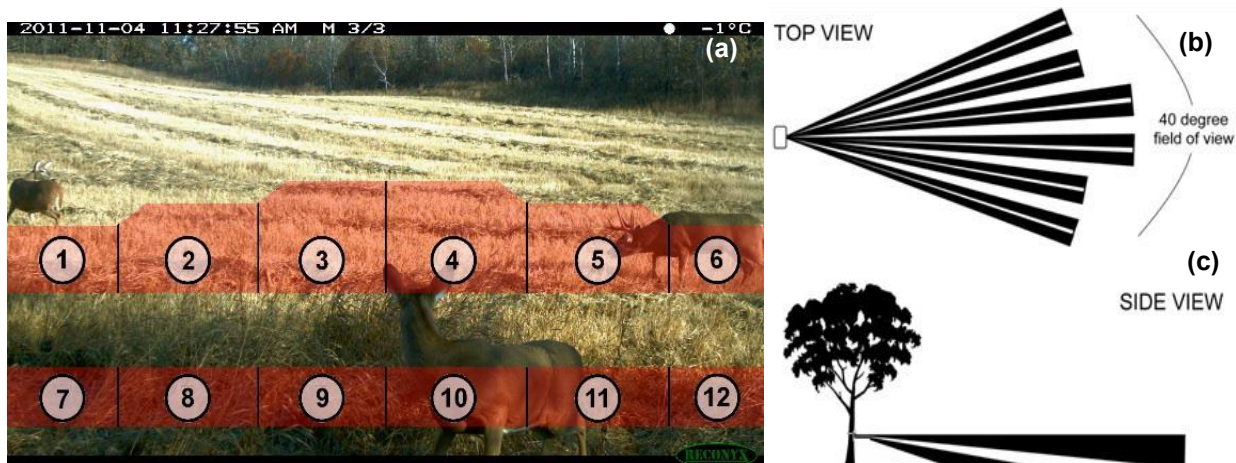 2011-11-04 11:27:55 AM M 3/3 -1°C
(a)
1 2 3 4 5 6
7 8 9 10 11 12
RECONYX
TOP VIEW
(b)
40 degree
field of view
(c)
SIDE VIEW